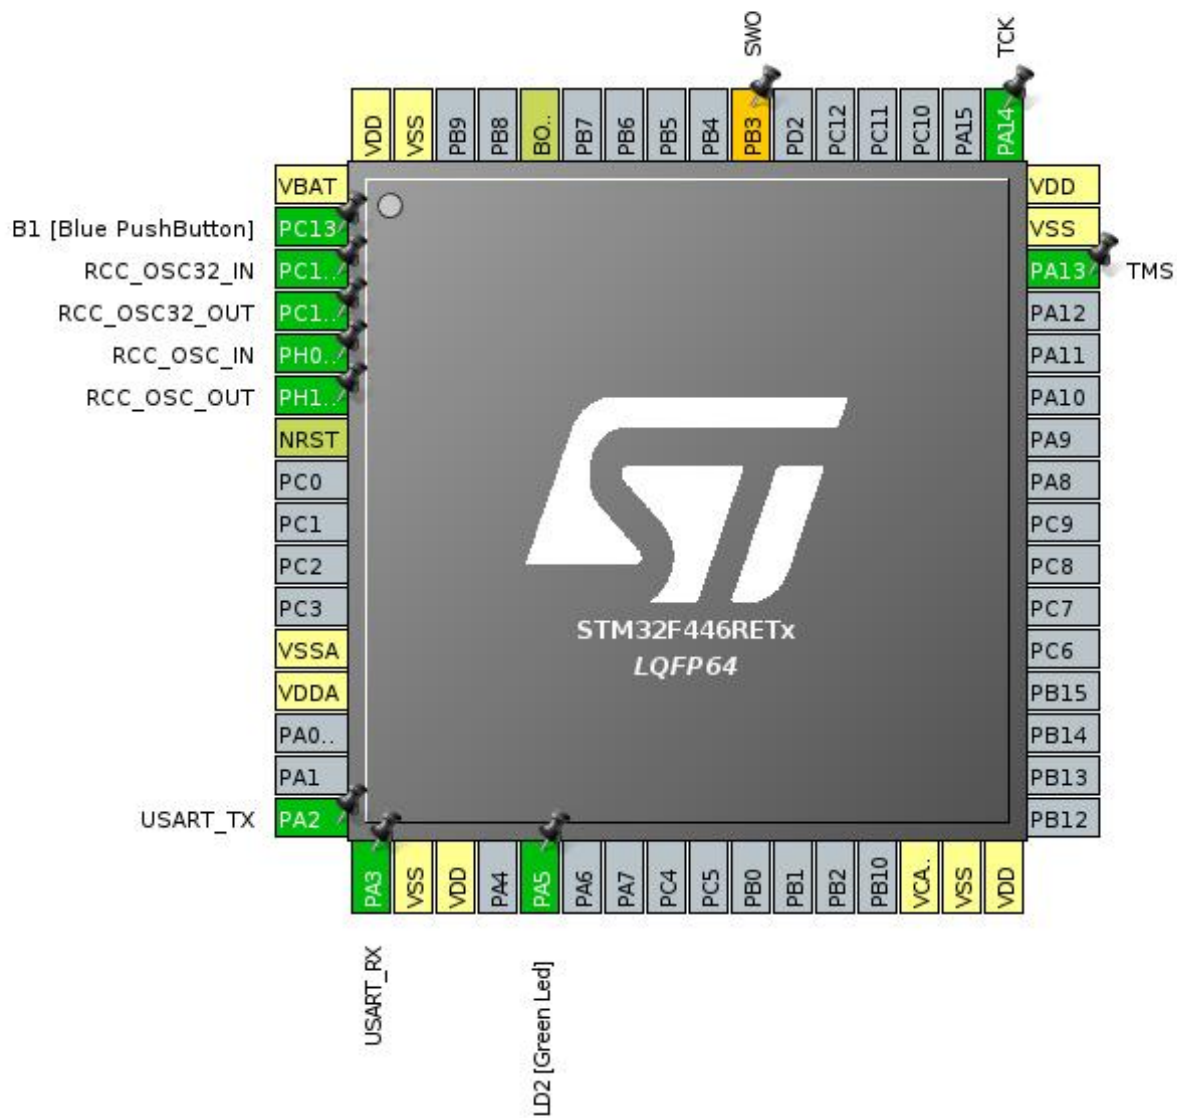 SWO
TCK
VDD
VSS
PB9
PB8
BO..
PB7
PB6
PB5
PB4
PB3
PD2
PC12
PC11
PC10
PA15
PA14
VBAT
B1 [Blue PushButton] PC13
RCC_OSC32_IN PC1..
RCC_OSC32_OUT PC1..
RCC_OSC_IN PH0..
RCC_OSC_OUT PH1..
NRST
PC0
PC1
PC2
PC3
VSSA
VDDA
PA0..
PA1
USART_TX PA2
ST
STM32F446RETx
LQFP64
VDD
VSS
PA13 TMS
PA12
PA11
PA10
PA9
PA8
PC9
PC8
PC7
PC6
PB15
PB14
PB13
PB12
PA3
VSS
VDD
PA4
PA5
PA6
PA7
PC4
PC5
PB0
PB1
PB2
PB10
VCA..
VSS
VDD
USART_RX
LD2 [Green Led]